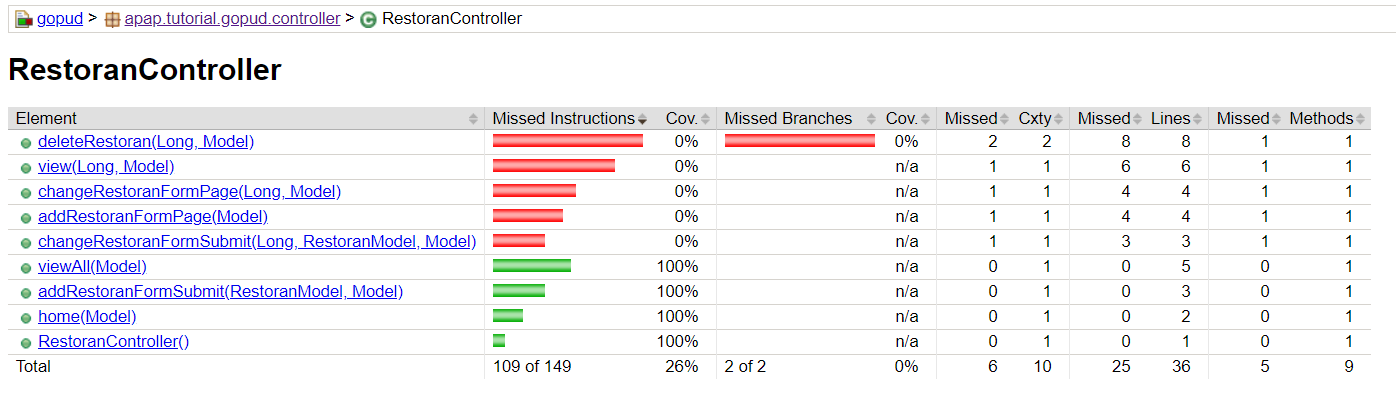 gopud > apap.tutorial.gopud.controller > RestoranController
RestoranController
Element Missed Instructions Cov. Missed Branches Cov. Missed Cxty Missed Lines Missed Methods
deleteRestoran(Long, Model) 0% 0% 2 2 8 8 1 1
view(Long, Model) 0% n/a 1 1 6 6 1 1
changeRestoranFormPage(Long, Model) 0% n/a 1 1 4 4 1 1
addRestoranFormPage(Model) 0% n/a 1 1 4 4 1 1
changeRestoranFormSubmit(Long, RestoranModel, Model) 0% n/a 1 1 3 3 1 1
viewAll(Model) 100% n/a 0 1 0 5 0 1
addRestoranFormSubmit(RestoranModel, Model) 100% n/a 0 1 0 3 0 1
home(Model) 100% n/a 0 1 0 2 0 1
RestoranController() 100% n/a 0 1 0 1 0 1
Total 109 of 149 26% 2 of 2 0% 6 10 25 36 5 9